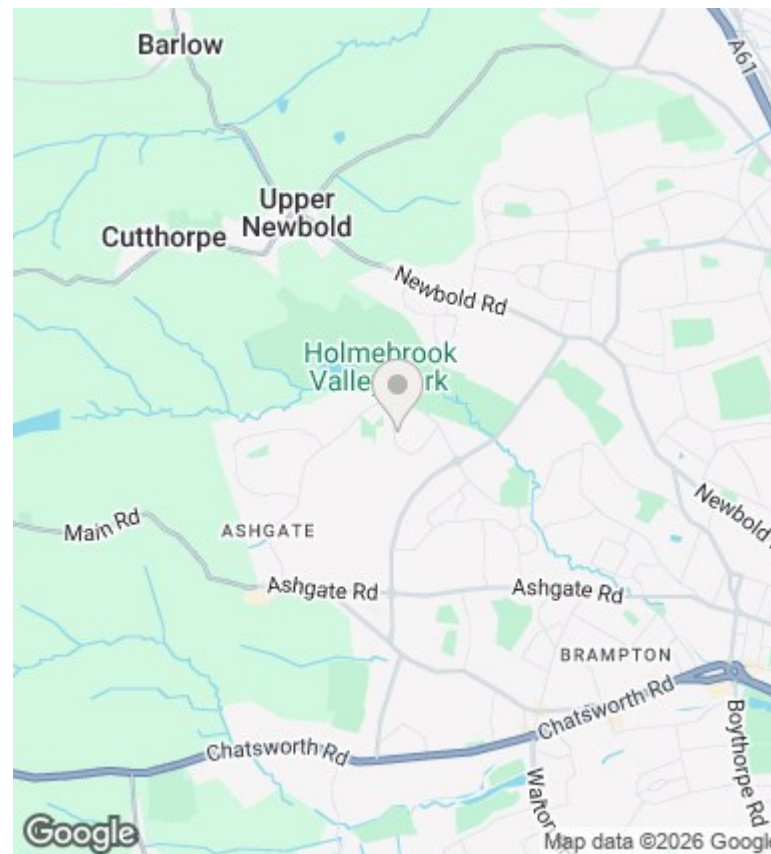 Barlow
A61
Upper
Newbold
Cutthorpe
Newbold Rd
Holmebrook
Valley Park
Main Rd
ASHGATE
Newbold
Ashgate Rd
Ashgate Rd
BRAMPTON
Chatsworth Rd
Chatsworth Rd
Boythorpe Rd
Walton
Google
Map data ©2026 Google